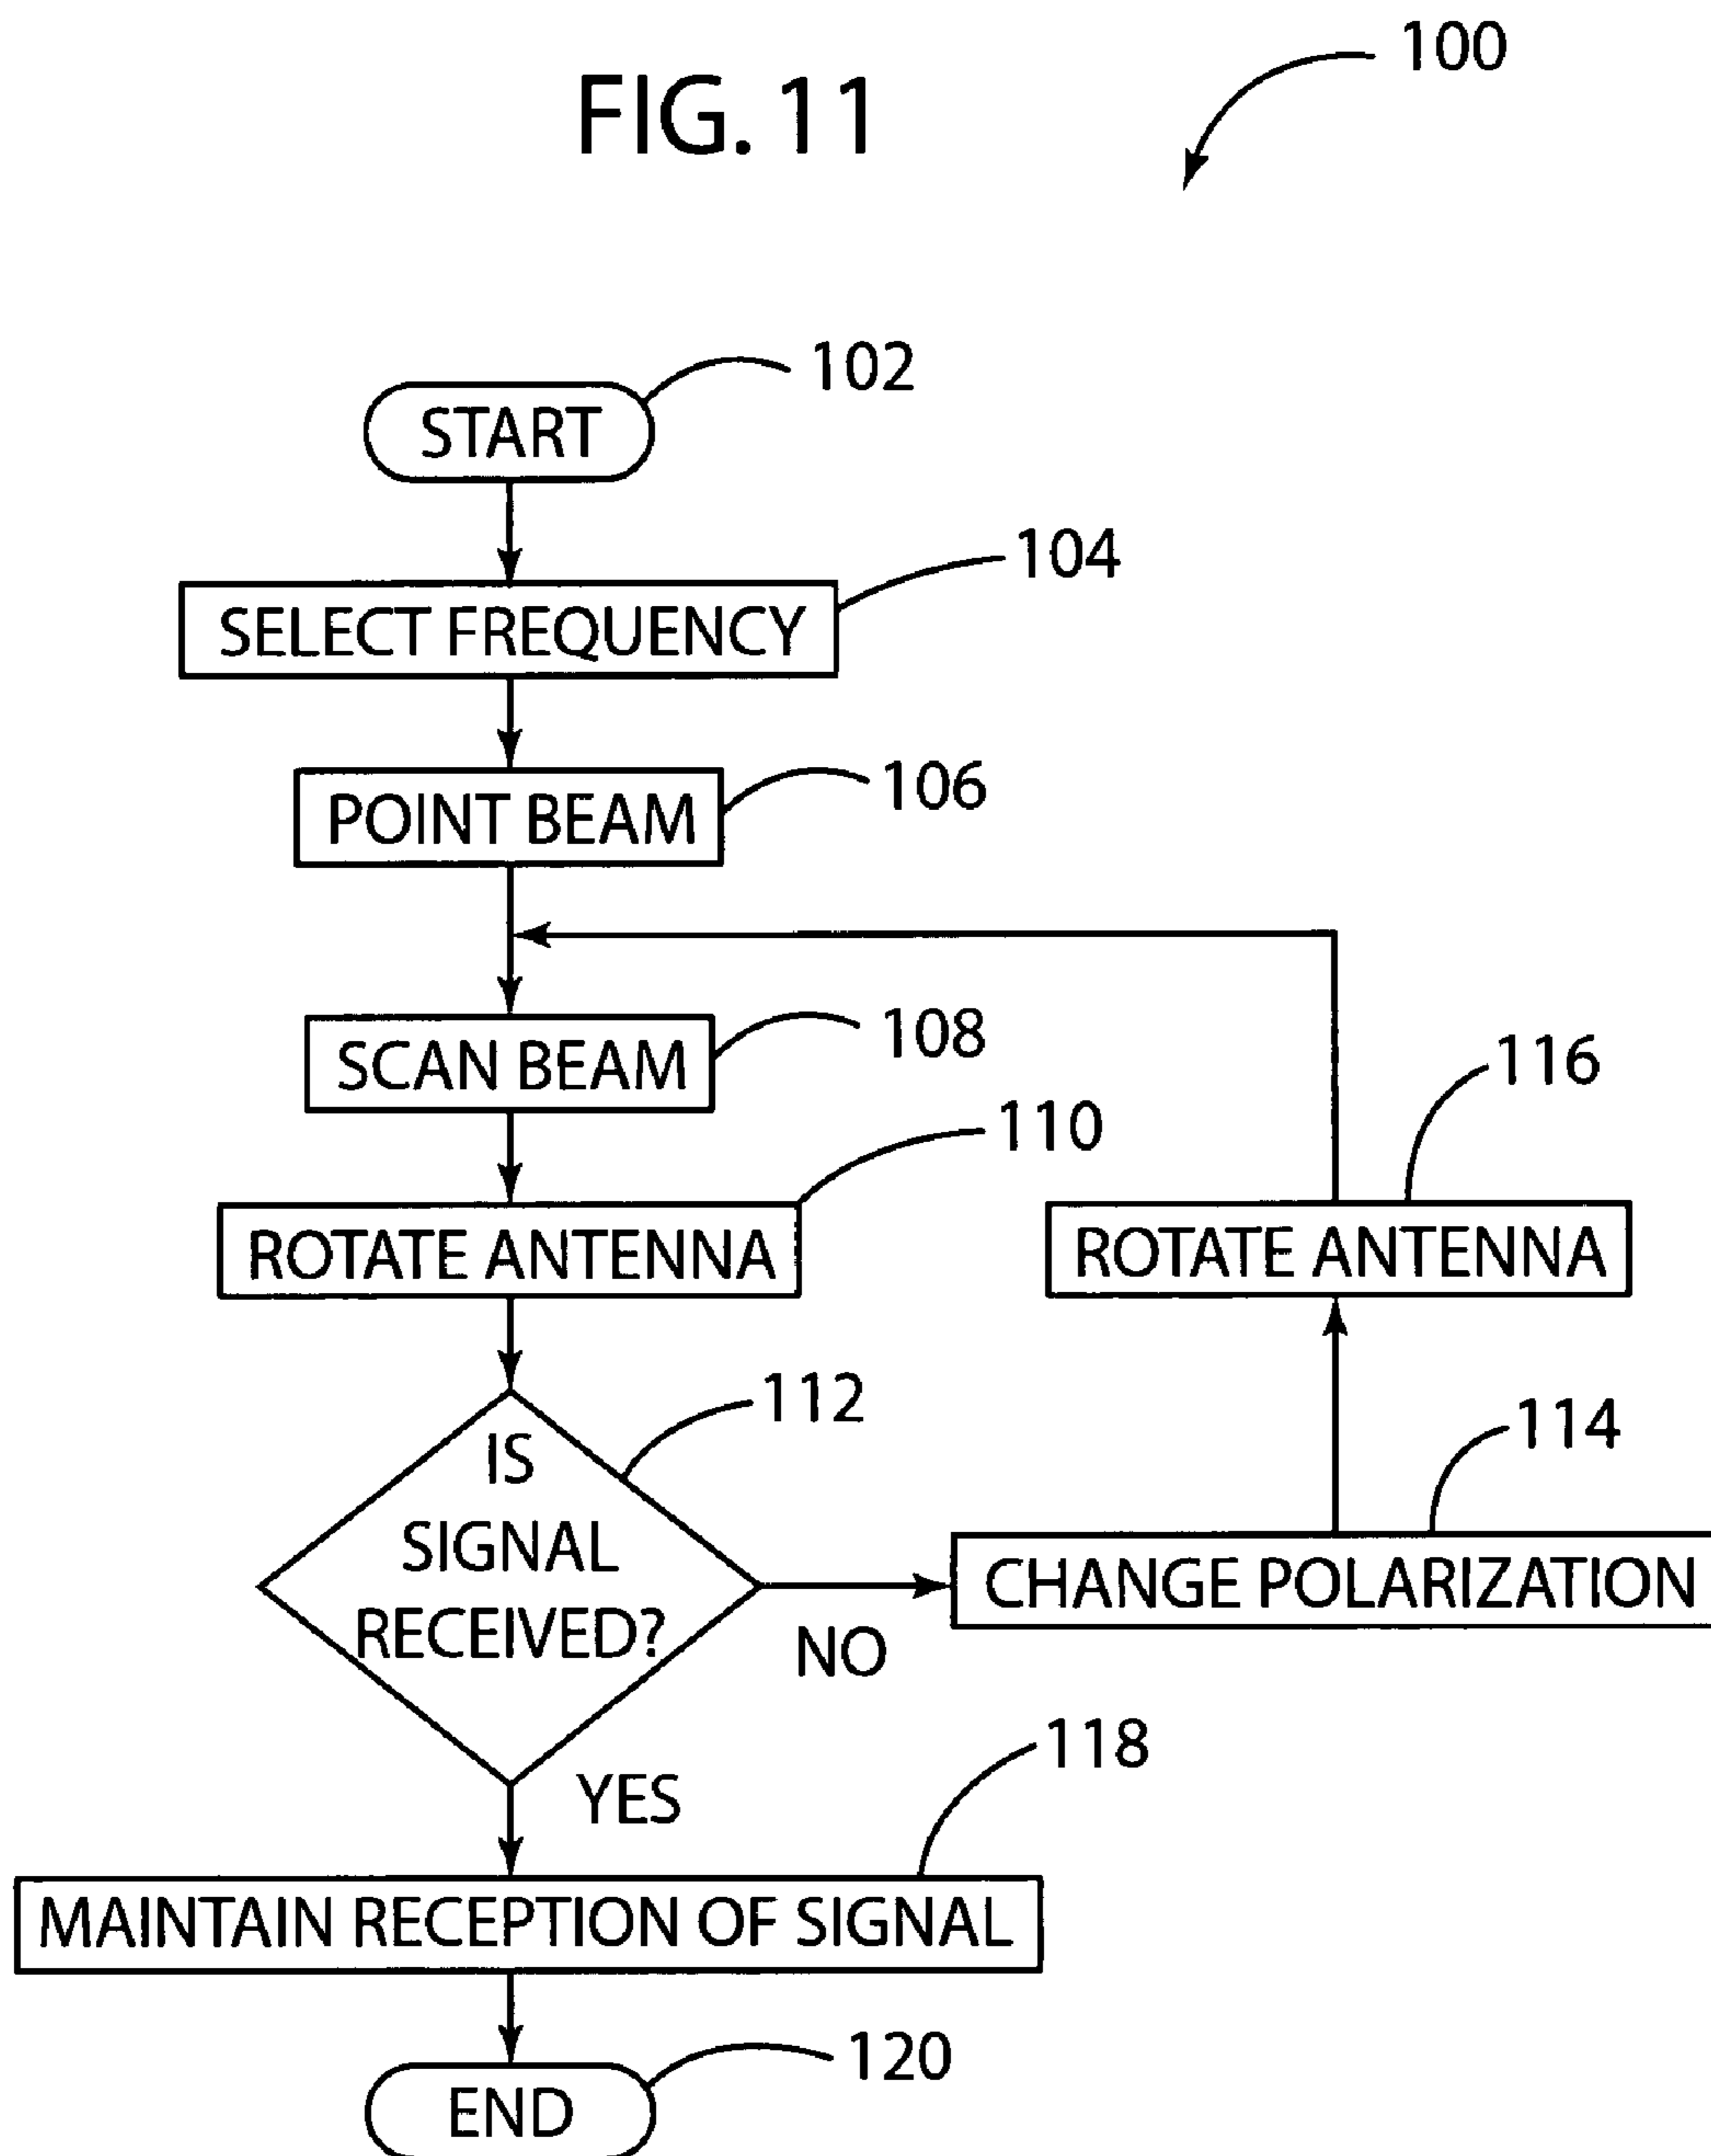 FIG. 11
100
102
START
104
SELECT FREQUENCY
106
POINT BEAM
108
SCAN BEAM
110
ROTATE ANTENNA
116
ROTATE ANTENNA
112
IS
SIGNAL
RECEIVED?
114
CHANGE POLARIZATION
NO
YES
118
MAINTAIN RECEPTION OF SIGNAL
120
END